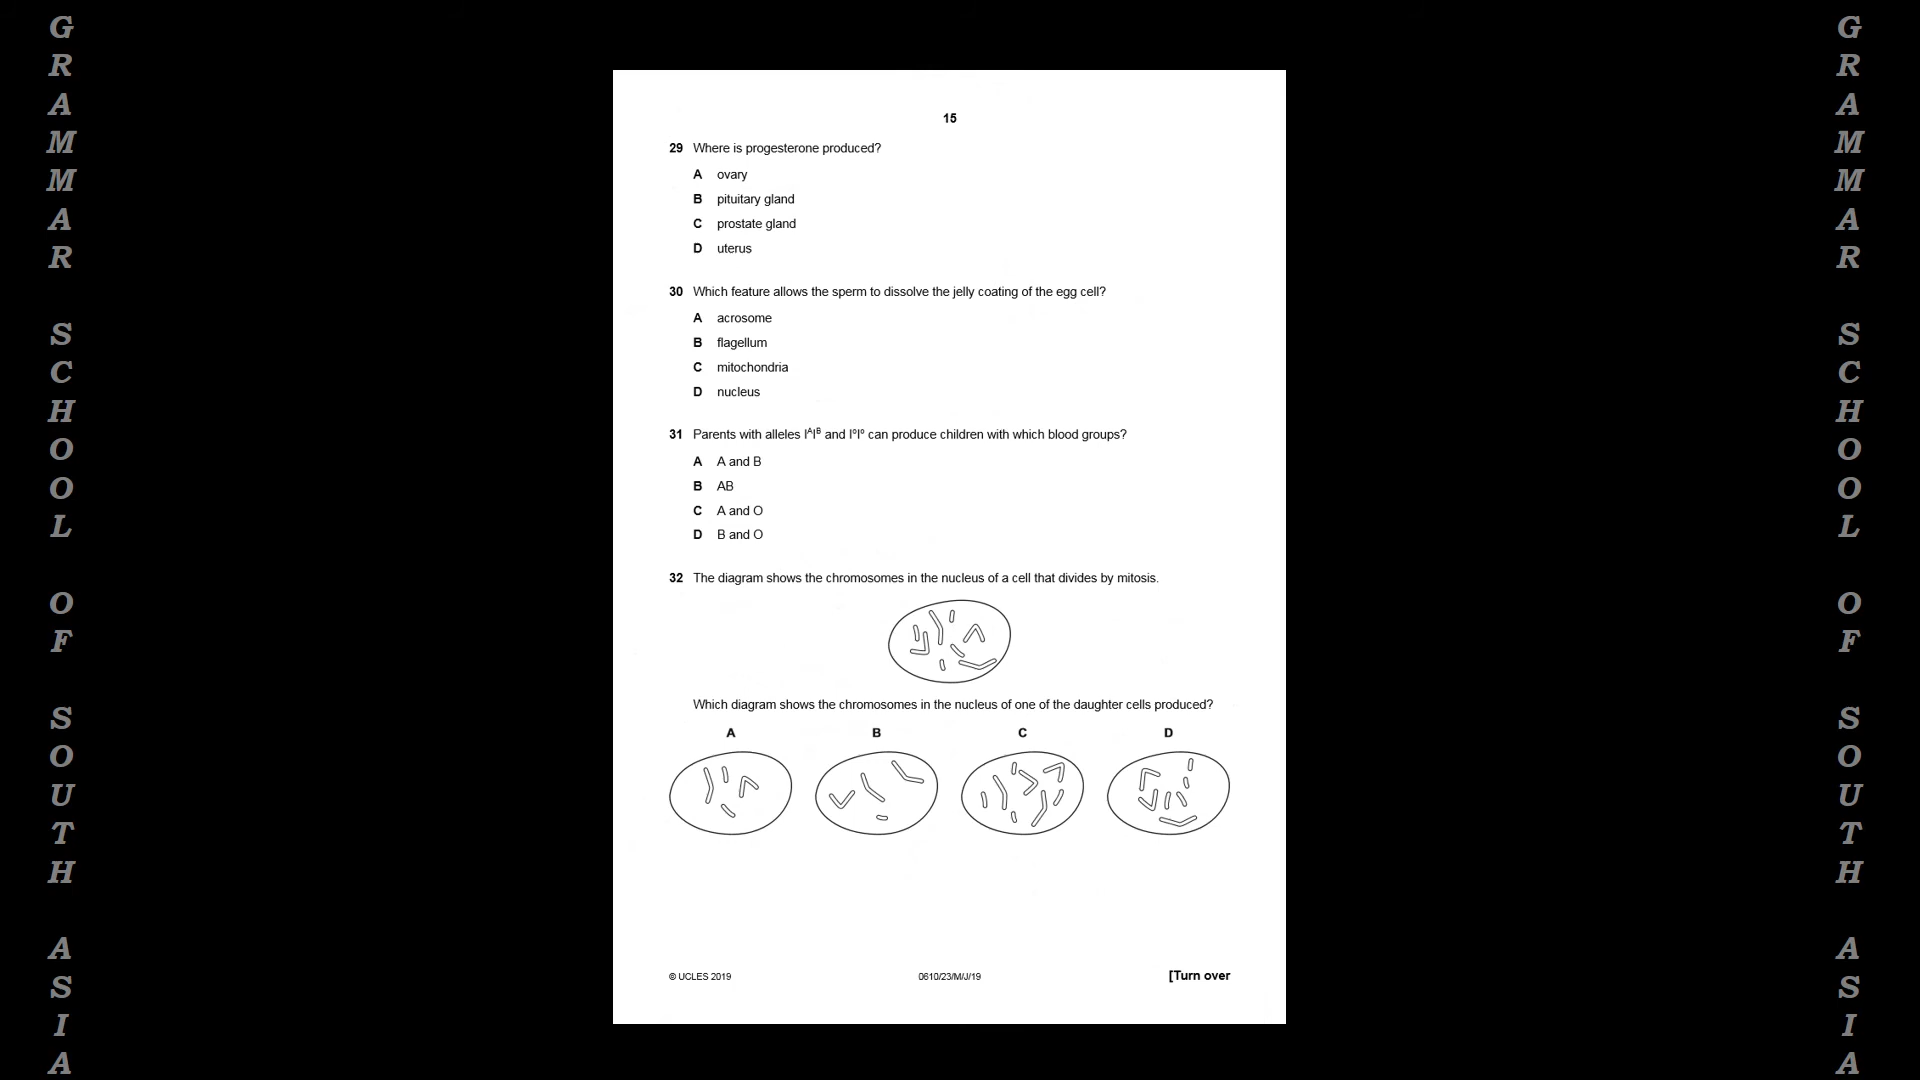 GRAMMAR SCHOOL OF SOUTH ASIA
15
29 Where is progesterone produced?
A ovary
B pituitary gland
C prostate gland
D uterus
30 Which feature allows the sperm to dissolve the jelly coating of the egg cell?
A acrosome
B flagellum
C mitochondria
D nucleus
31 Parents with alleles IᴬIᴮ and IᵒIᵒ can produce children with which blood groups?
A A and B
B AB
C A and O
D B and O
32 The diagram shows the chromosomes in the nucleus of a cell that divides by mitosis.
Which diagram shows the chromosomes in the nucleus of one of the daughter cells produced?
A B C D
© UCLES 2019 0610/23/M/J/19 [Turn over
GRAMMAR SCHOOL OF SOUTH ASIA